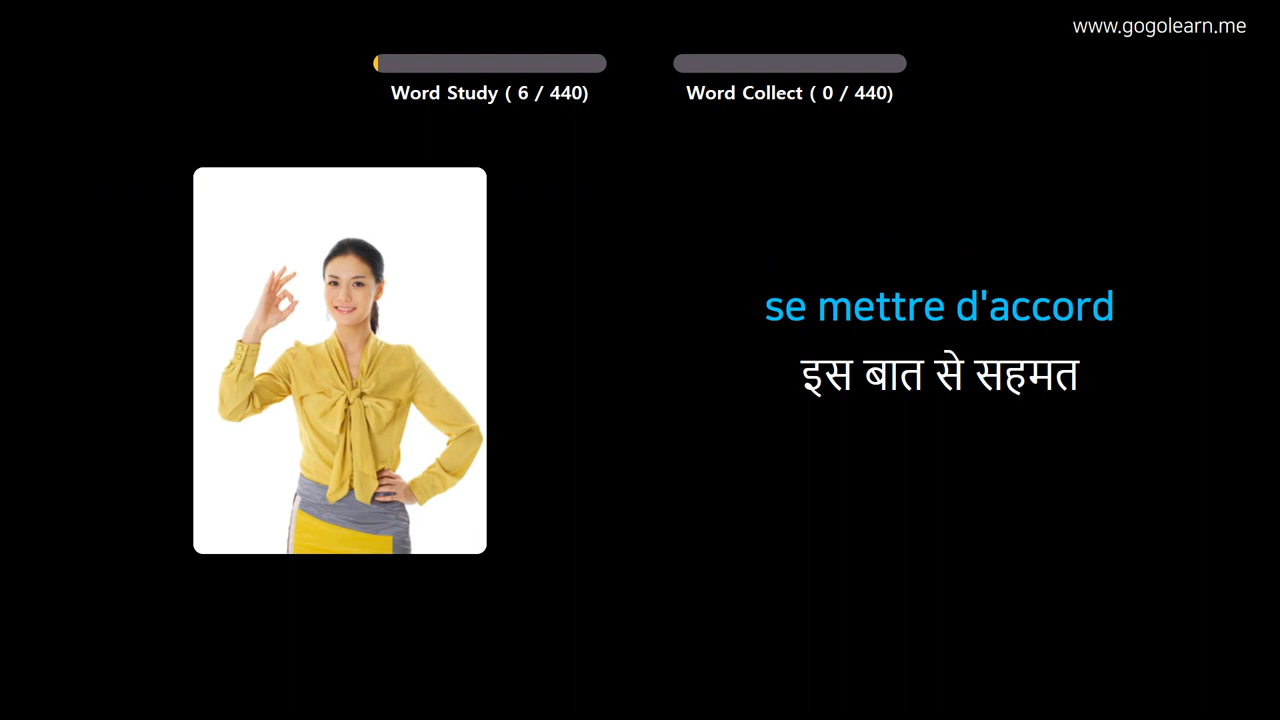 www.gogolearn.me
Word Study ( 6 / 440)
Word Collect ( 0 / 440)
se mettre d'accord
इस बात से सहमत